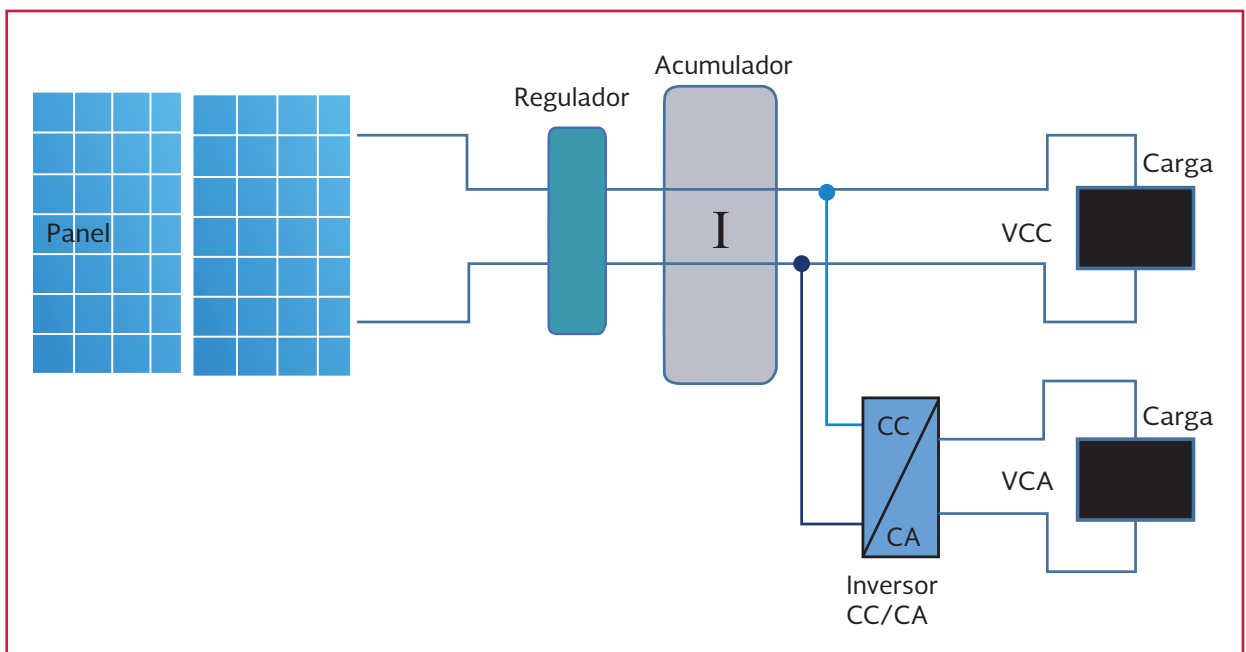 Acumulador
Regulador
Panel
I
Carga
VCC
CC
CA
Carga
VCA
Inversor
CC/CA